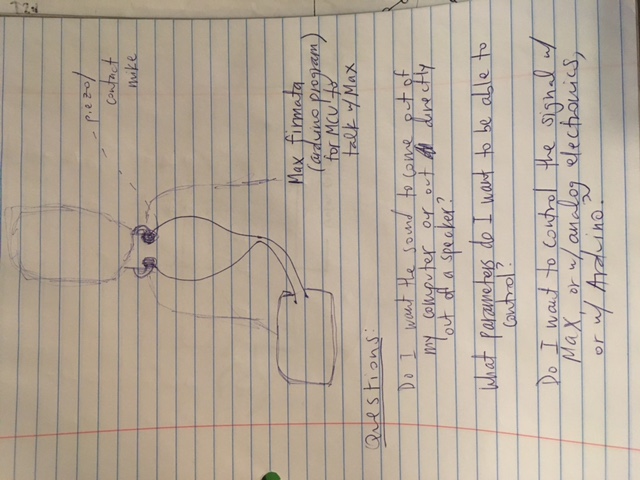 piezo/
contact
mike
Max firmata
(arduino program)
for MCU to
talk w/ Max
Questions:
Do I want the sound to come out of
my computer or out directly
out of a speaker?
What parameters do I want to be able to
control?
Do I want to control the signal w/
Max, or w/ analog electronics,
or w/ Arduino?